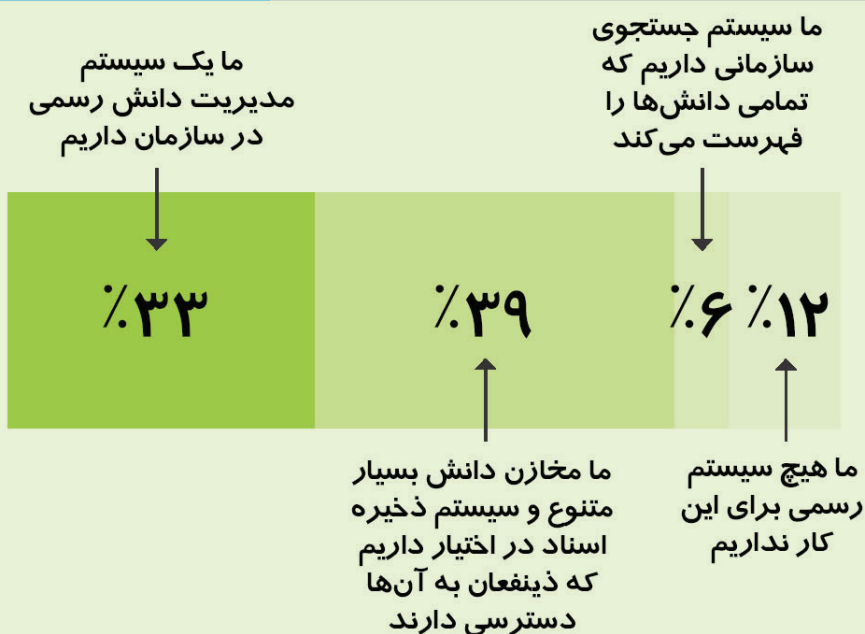 ما سیستم جستجوی
سازمانی داریم که
تمامی دانش‌ها را
فهرست می‌کند
ما یک سیستم
مدیریت دانش رسمی
در سازمان داریم
٪۱۲
٪۶
٪۳۹
٪۳۳
ما هیچ سیستم
رسمی برای این
کار نداریم
ما مخازن دانش بسیار
متنوع و سیستم ذخیره
اسناد در اختیار داریم
که ذینفعان به آن‌ها
دسترسی دارند